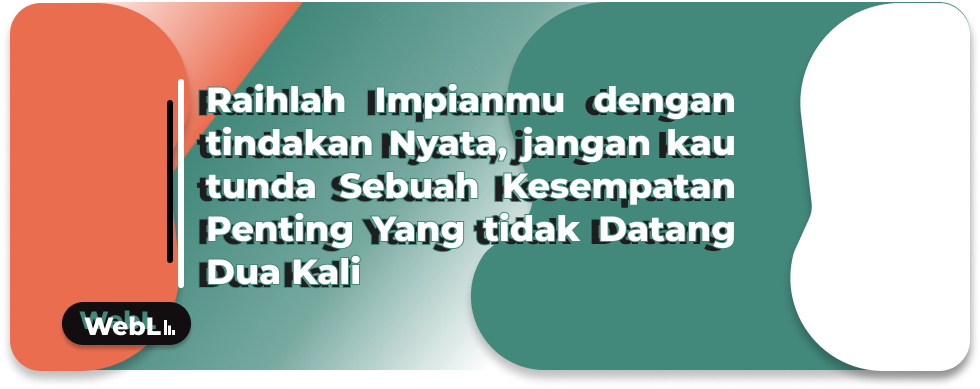 Raihlah Impianmu dengan
tindakan Nyata, jangan kau
tunda Sebuah Kesempatan
Penting Yang tidak Datang
Dua Kali
WebL